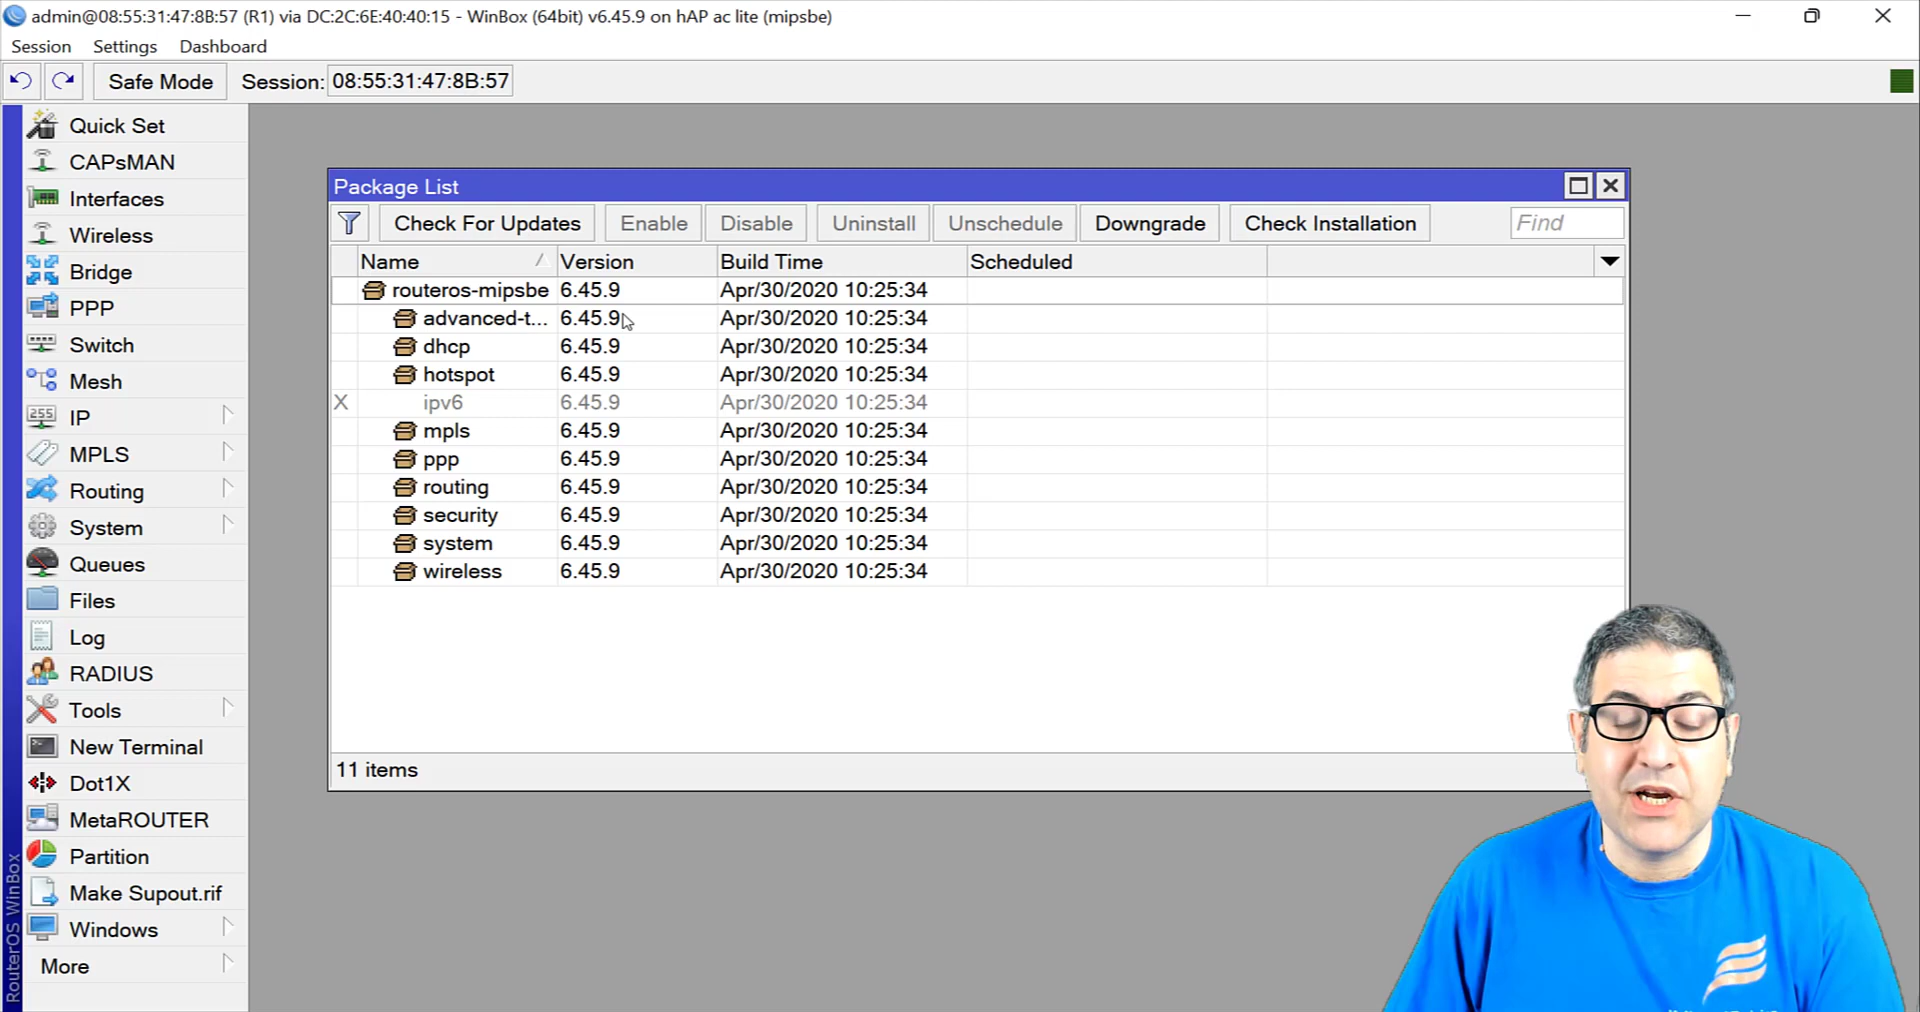 admin@08:55:31:47:8B:57 (R1) via DC:2C:6E:40:40:15 - WinBox (64bit) v6.45.9 on hAP ac lite (mipsbe)
Session Settings Dashboard
Safe Mode Session: 08:55:31:47:8B:57
Quick Set
CAPsMAN
Interfaces
Wireless
Bridge
PPP
Switch
Mesh
255 IP
MPLS
Routing
System
Queues
Files
Log
RADIUS
Tools
New Terminal
Dot1X
MetaROUTER
Partition
Make Supout.rif
Windows
More
RouterOS WinBox
Package List
Check For Updates Enable Disable Uninstall Unschedule Downgrade Check Installation Find
Name Version Build Time Scheduled
routeros-mipsbe 6.45.9 Apr/30/2020 10:25:34
advanced-t... 6.45.9 Apr/30/2020 10:25:34
dhcp 6.45.9 Apr/30/2020 10:25:34
hotspot 6.45.9 Apr/30/2020 10:25:34
X ipv6 6.45.9 Apr/30/2020 10:25:34
mpls 6.45.9 Apr/30/2020 10:25:34
ppp 6.45.9 Apr/30/2020 10:25:34
routing 6.45.9 Apr/30/2020 10:25:34
security 6.45.9 Apr/30/2020 10:25:34
system 6.45.9 Apr/30/2020 10:25:34
wireless 6.45.9 Apr/30/2020 10:25:34
11 items